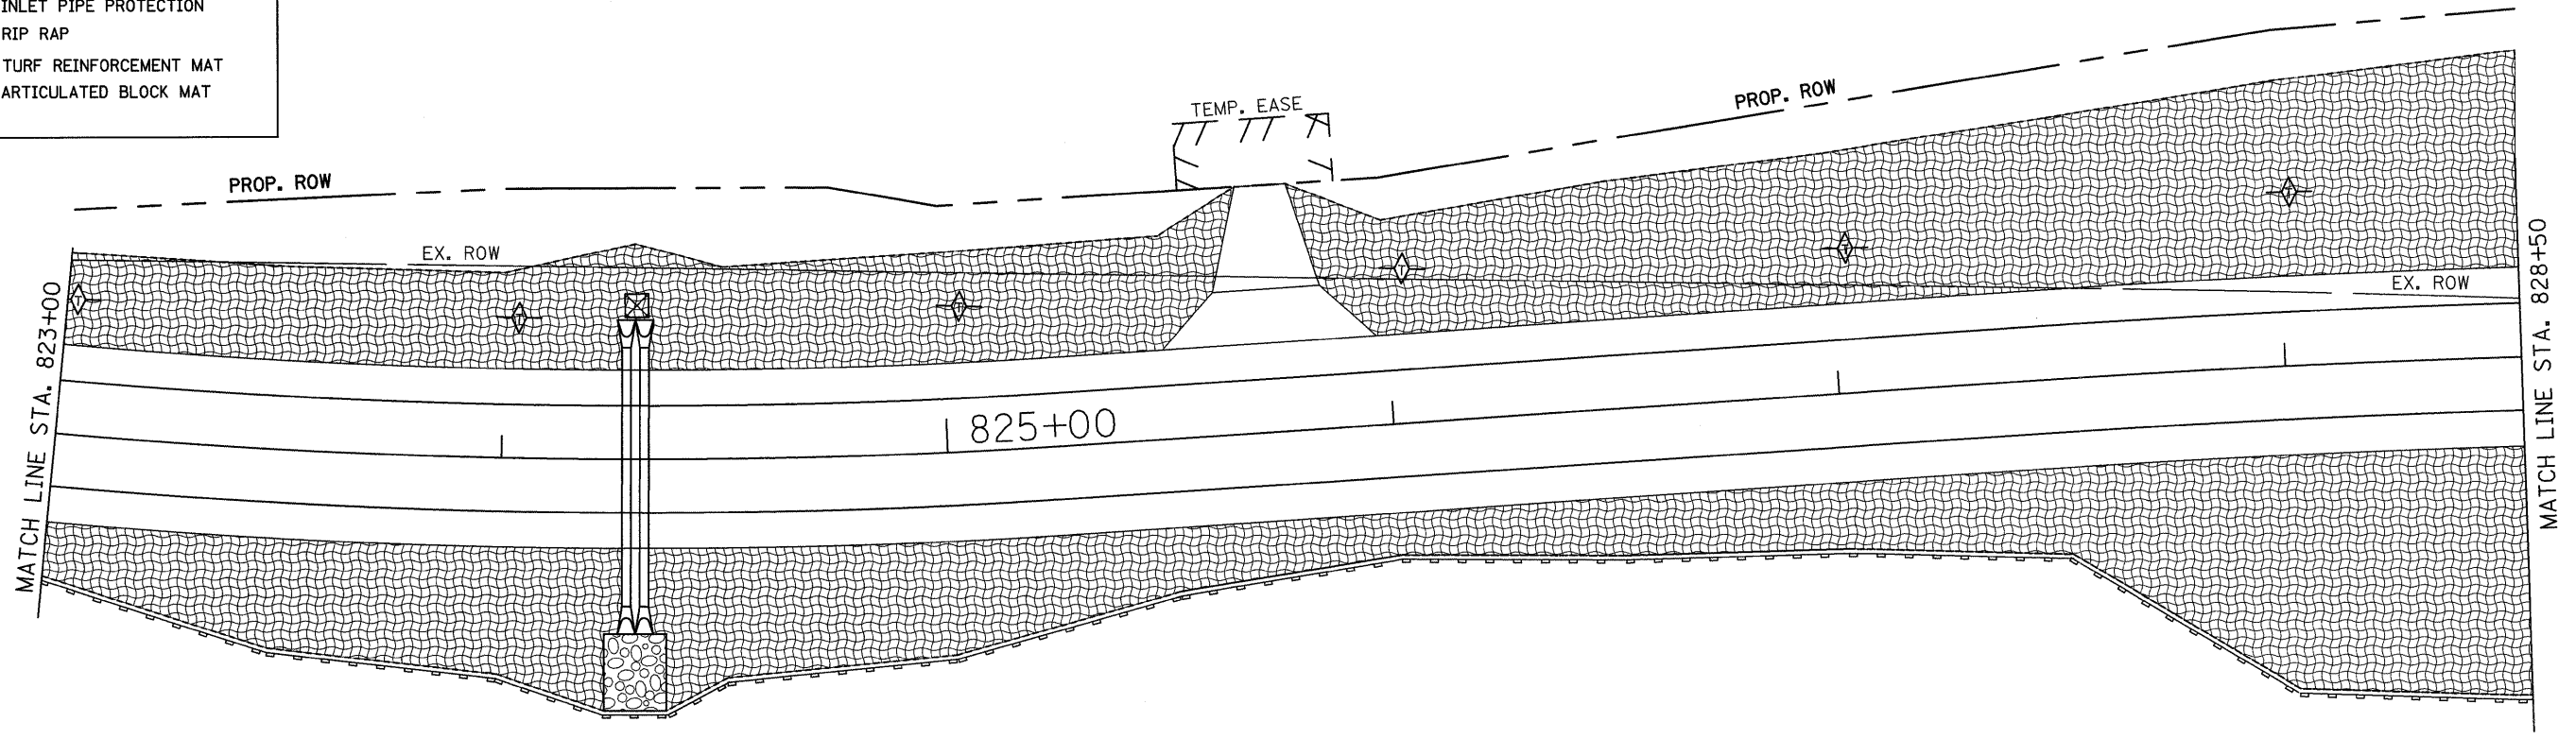 INLET PIPE PROTECTION
RIP RAP
TURF REINFORCEMENT MAT
ARTICULATED BLOCK MAT
PROP. ROW
TEMP. EASE
PROP. ROW
EX. ROW
EX. ROW
T
T
T
T
T
T
825+00
MATCH LINE STA. 823+00
MATCH LINE STA. 828+50